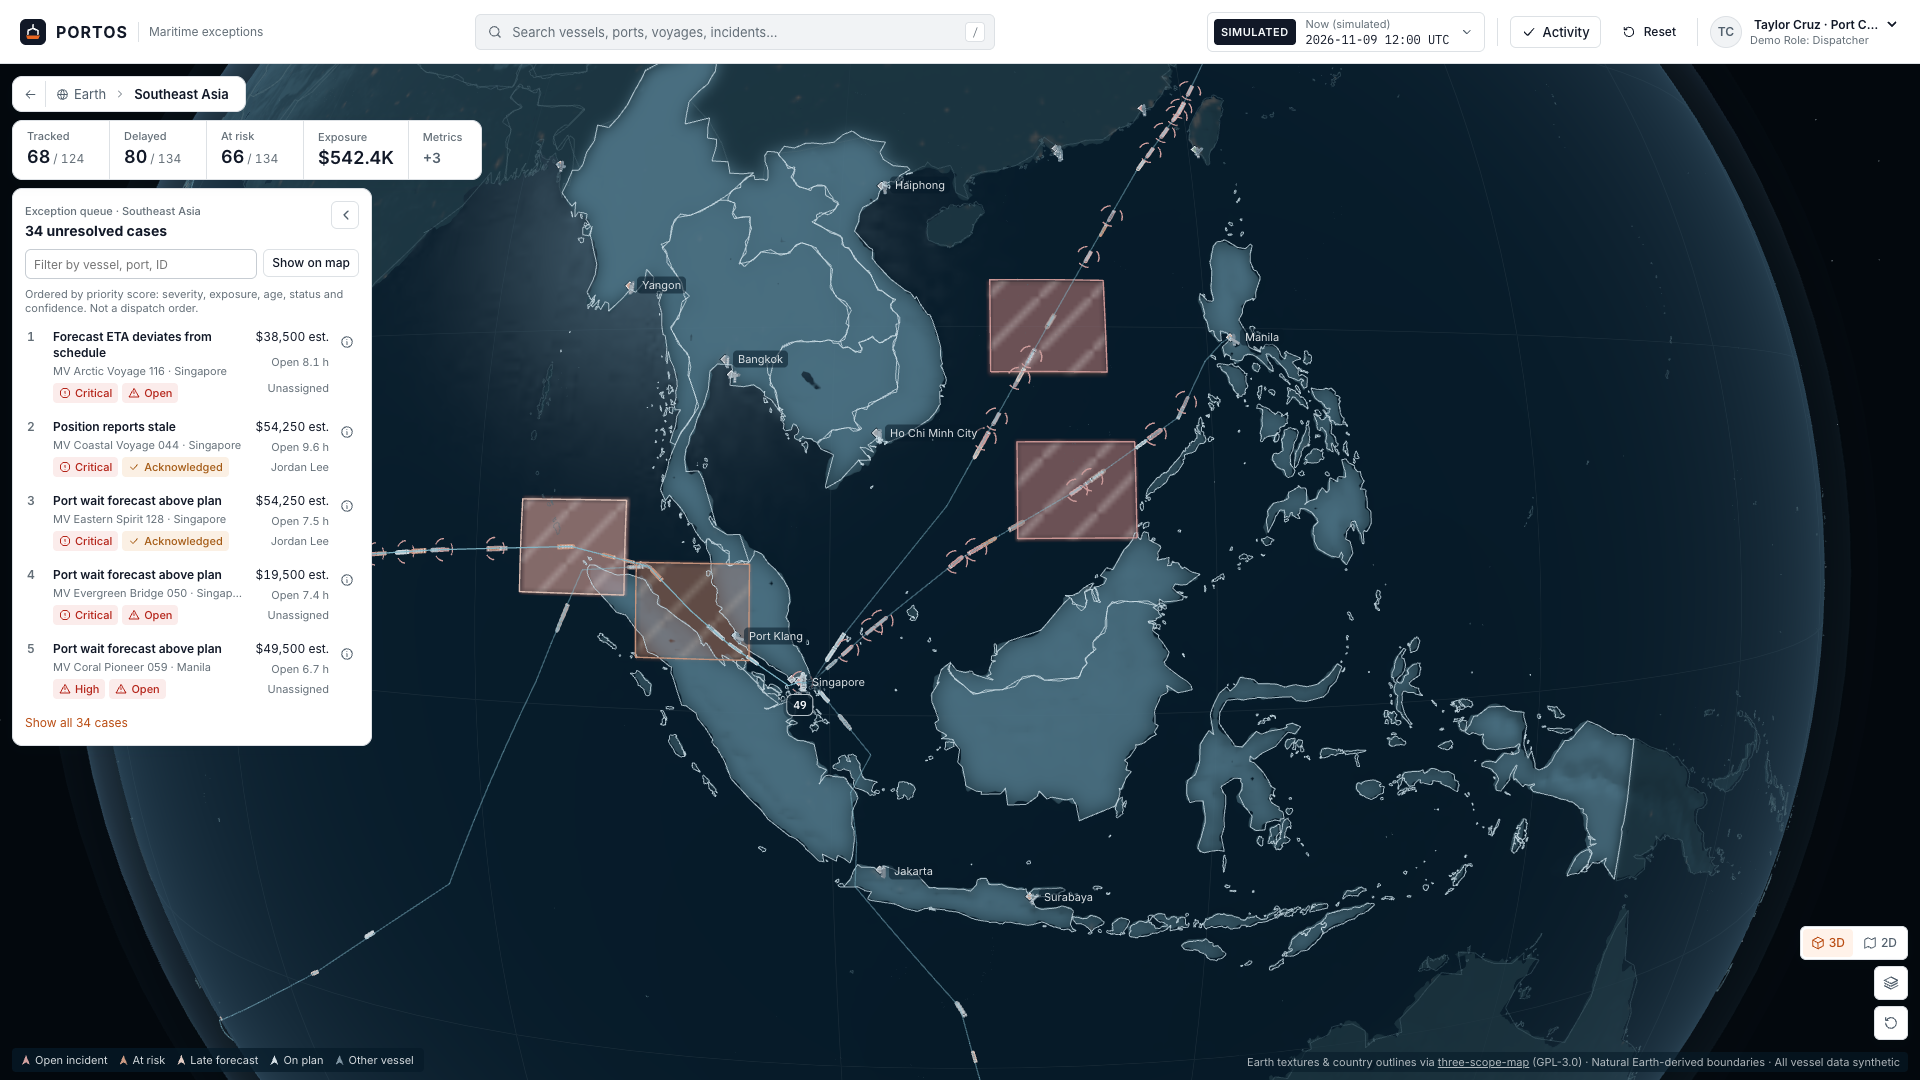 PORTOS
Maritime exceptions
Search vessels, ports, voyages, incidents...
/
SIMULATED
Now (simulated)
2026-11-09 12:00 UTC
Activity
Reset
TC
Taylor Cruz · Port C...
Demo Role: Dispatcher
Earth
Southeast Asia
Tracked
68 / 124
Delayed
80 / 134
At risk
66 / 134
Exposure
$542.4K
Metrics
+3
Exception queue · Southeast Asia
34 unresolved cases
Filter by vessel, port, ID
Show on map
Ordered by priority score: severity, exposure, age, status and
confidence. Not a dispatch order.
1
Forecast ETA deviates from
schedule
MV Arctic Voyage 116 · Singapore
Critical
Open
$38,500 est.
Open 8.1 h
Unassigned
2
Position reports stale
MV Coastal Voyage 044 · Singapore
Critical
Acknowledged
$54,250 est.
Open 9.6 h
Jordan Lee
3
Port wait forecast above plan
MV Eastern Spirit 128 · Singapore
Critical
Acknowledged
$54,250 est.
Open 7.5 h
Jordan Lee
4
Port wait forecast above plan
MV Evergreen Bridge 050 · Singap...
Critical
Open
$19,500 est.
Open 7.4 h
Unassigned
5
Port wait forecast above plan
MV Coral Pioneer 059 · Manila
High
Open
$49,500 est.
Open 6.7 h
Unassigned
Show all 34 cases
Haiphong
Yangon
Bangkok
Manila
Ho Chi Minh City
Port Klang
Singapore
49
Jakarta
Surabaya
3D
2D
Open incident
At risk
Late forecast
On plan
Other vessel
Earth textures & country outlines via three-scope-map (GPL-3.0) · Natural Earth-derived boundaries · All vessel data synthetic